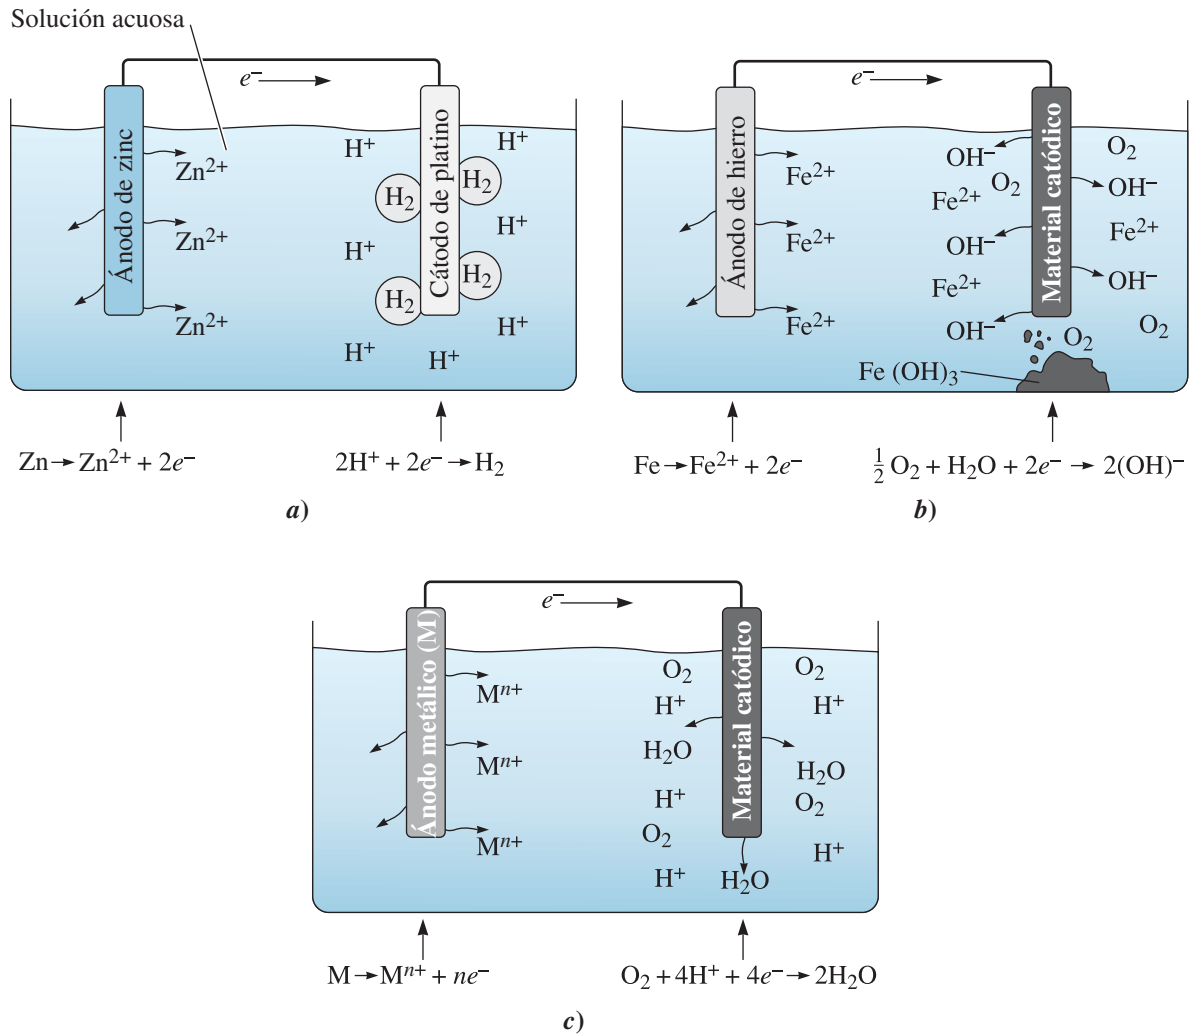 Solución acuosa
e⁻
Ánodo de zinc
Cátodo de platino
Zn²⁺
Zn²⁺
Zn²⁺
H⁺
H⁺
H₂
H₂
H⁺
H⁺
H₂
H₂
H⁺
H⁺
H⁺
Zn → Zn²⁺ + 2e⁻
2H⁺ + 2e⁻ → H₂
a)
e⁻
Ánodo de hierro
Material catódico
Fe²⁺
Fe²⁺
Fe²⁺
OH⁻
O₂
O₂
OH⁻
Fe²⁺
Fe²⁺
OH⁻
OH⁻
Fe²⁺
OH⁻
O₂
O₂
Fe (OH)₃
Fe → Fe²⁺ + 2e⁻
½ O₂ + H₂O + 2e⁻ → 2(OH)⁻
b)
e⁻
Ánodo metálico (M)
Material catódico
Mⁿ⁺
Mⁿ⁺
Mⁿ⁺
O₂
O₂
H⁺
H⁺
H₂O
H₂O
H⁺
O₂
O₂
H⁺
H⁺
H₂O
M → Mⁿ⁺ + ne⁻
O₂ + 4H⁺ + 4e⁻ → 2H₂O
c)